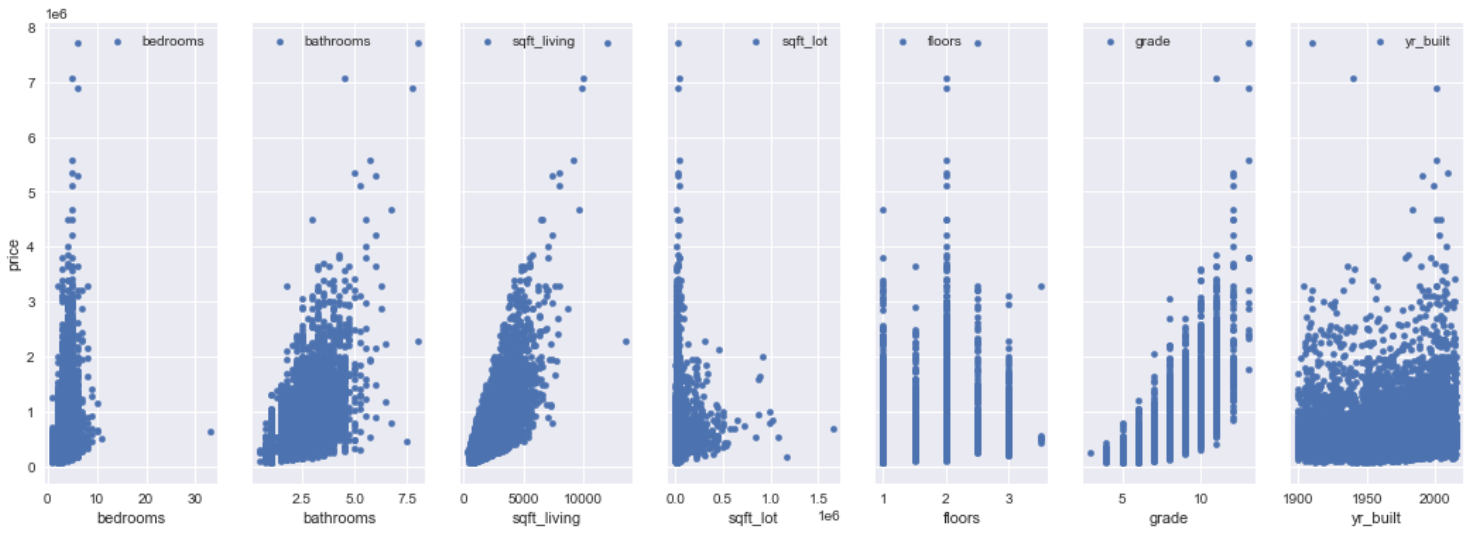 1e6
bedrooms bathrooms sqft_living sqft_lot floors grade yr_built
8
7
6
5
4
3
2
1
0
price
0 10 20 30 2.5 5.0 7.5 0 5000 10000 0.0 0.5 1.0 1.5 1 2 3 5 10 1900 1950 2000
1e6
bedrooms bathrooms sqft_living sqft_lot floors grade yr_built